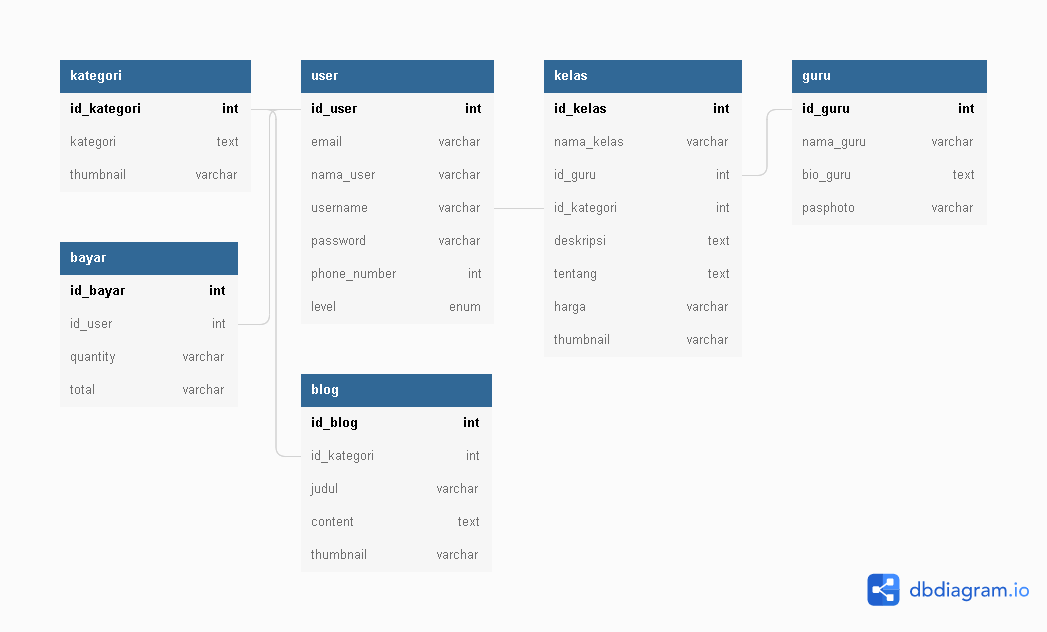 kategori
id_kategori int
kategori text
thumbnail varchar
user
id_user int
email varchar
nama_user varchar
username varchar
password varchar
phone_number int
level enum
kelas
id_kelas int
nama_kelas varchar
id_guru int
id_kategori int
deskripsi text
tentang text
harga varchar
thumbnail varchar
guru
id_guru int
nama_guru varchar
bio_guru text
pasphoto varchar
bayar
id_bayar int
id_user int
quantity varchar
total varchar
blog
id_blog int
id_kategori int
judul varchar
content text
thumbnail varchar
dbdiagram.io